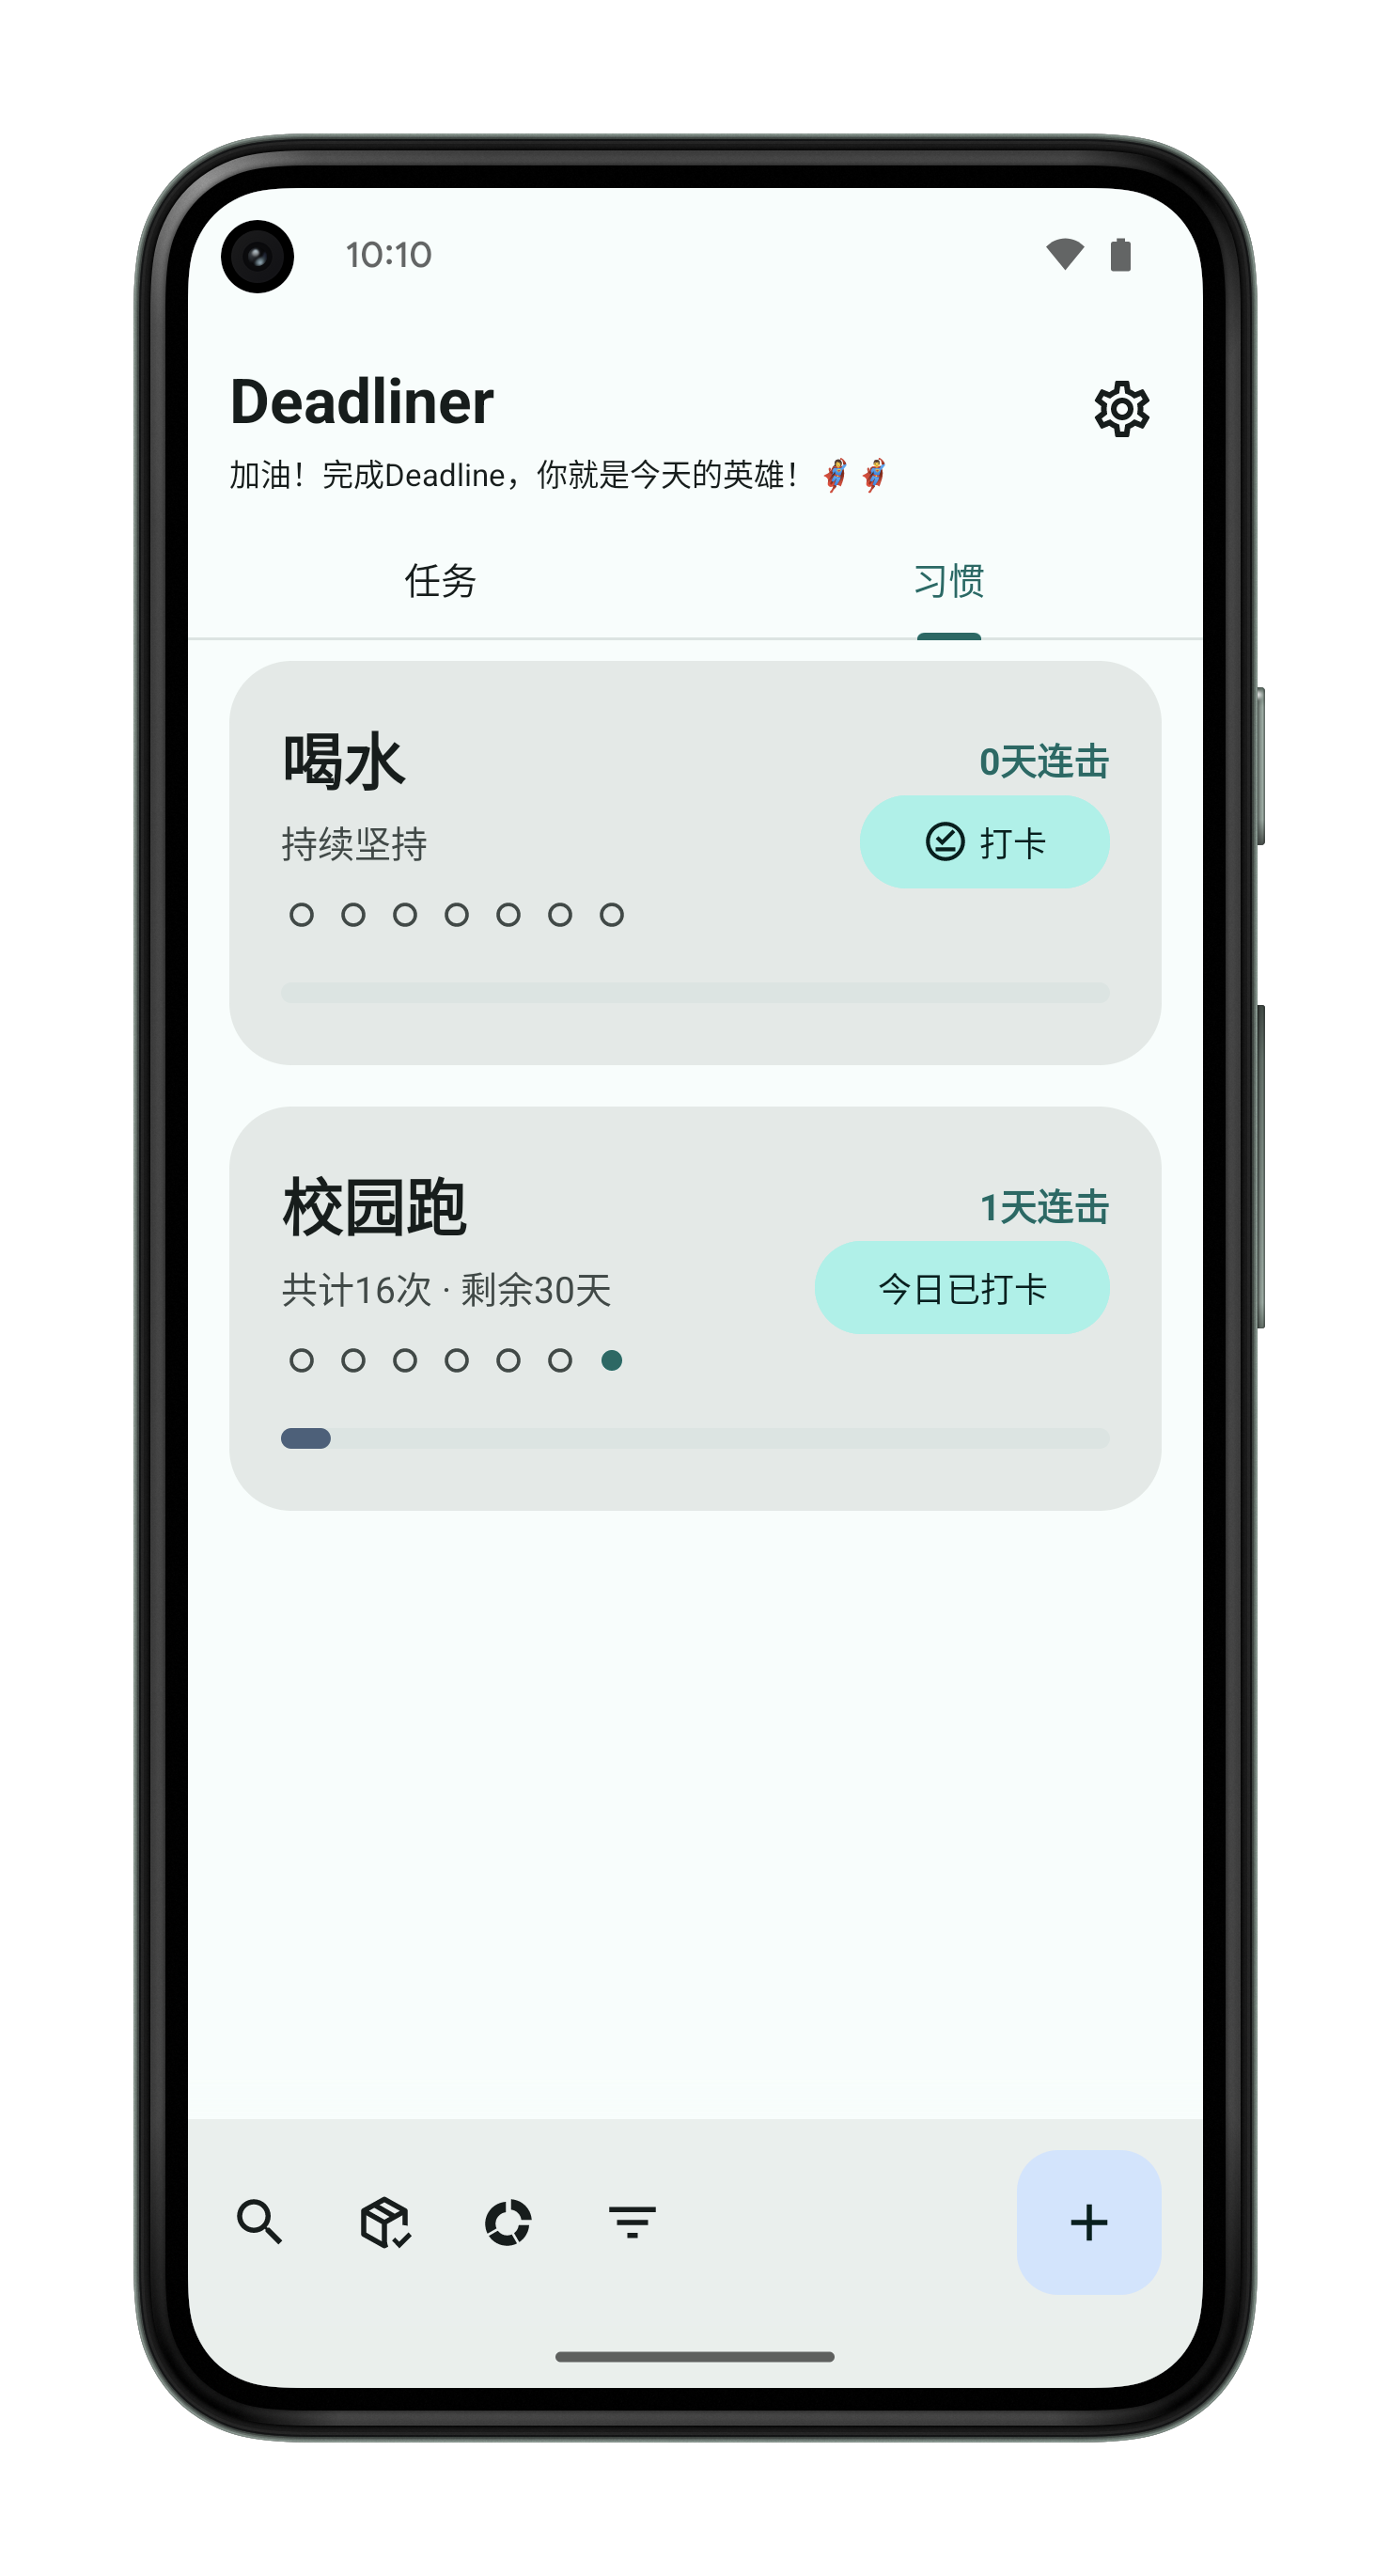 10:10
Deadliner
加油！完成Deadline，你就是今天的英雄！🦸🦸
任务 习惯
喝水
0天连击
持续坚持
打卡
校园跑
1天连击
共计16次 · 剩余30天
今日已打卡